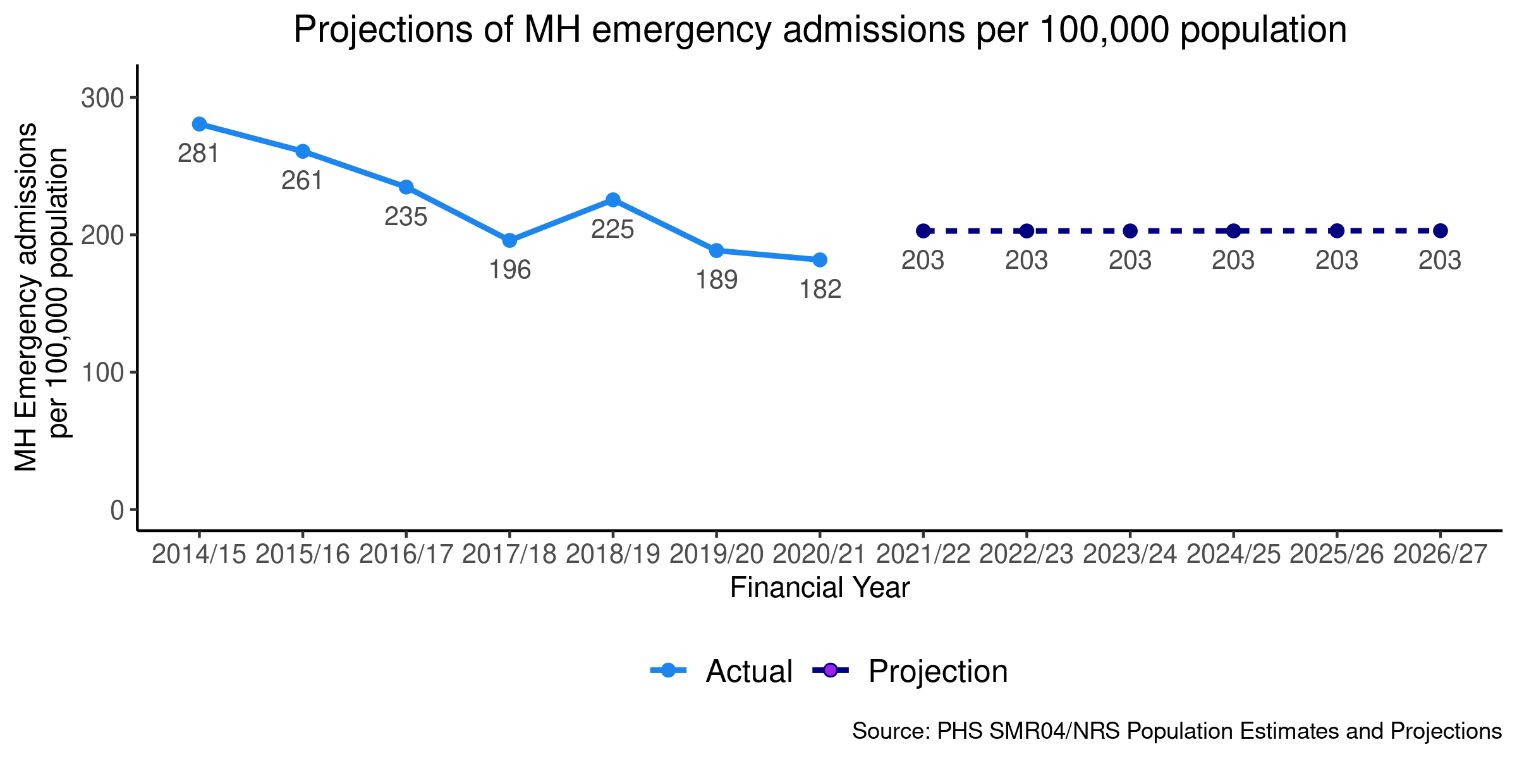 Projections of MH emergency admissions per 100,000 population
MH Emergency admissions
per 100,000 population
300
200
100
0
281
261
235
196
225
189
182
203
203
203
203
203
203
2014/15 2015/16 2016/17 2017/18 2018/19 2019/20 2020/21 2021/22 2022/23 2023/24 2024/25 2025/26 2026/27
Financial Year
Actual Projection
Source: PHS SMR04/NRS Population Estimates and Projections